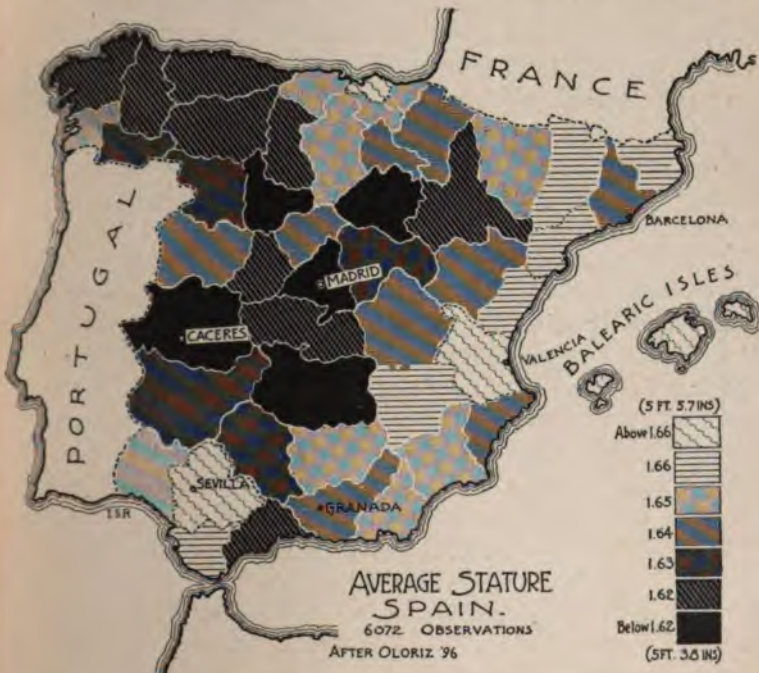 FRANCE
PORTUGAL
BARCELONA
MADRID
CACERES
BALEARIC ISLES
VALENCIA
SEVILLA
GRANADA
(5 FT. 5.7 INS)
Above 1.66
1.66
1.65
1.64
1.63
1.62
Below 1.62
(5FT. 3.8 INS)
AVERAGE STATURE
SPAIN.
6072 OBSERVATIONS
AFTER OLORIZ '96